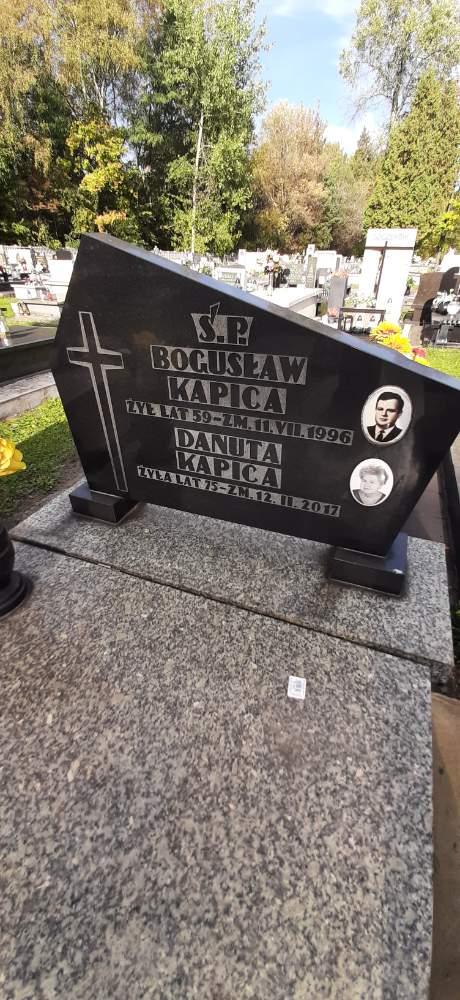 Ś.P.
BOGUSŁAW
KAPICA
ŻYŁ LAT 59-ZM. 11.VII.1996
DANUTA
KAPICA
ŻYŁA LAT 75-ZM. 12. II. 2017